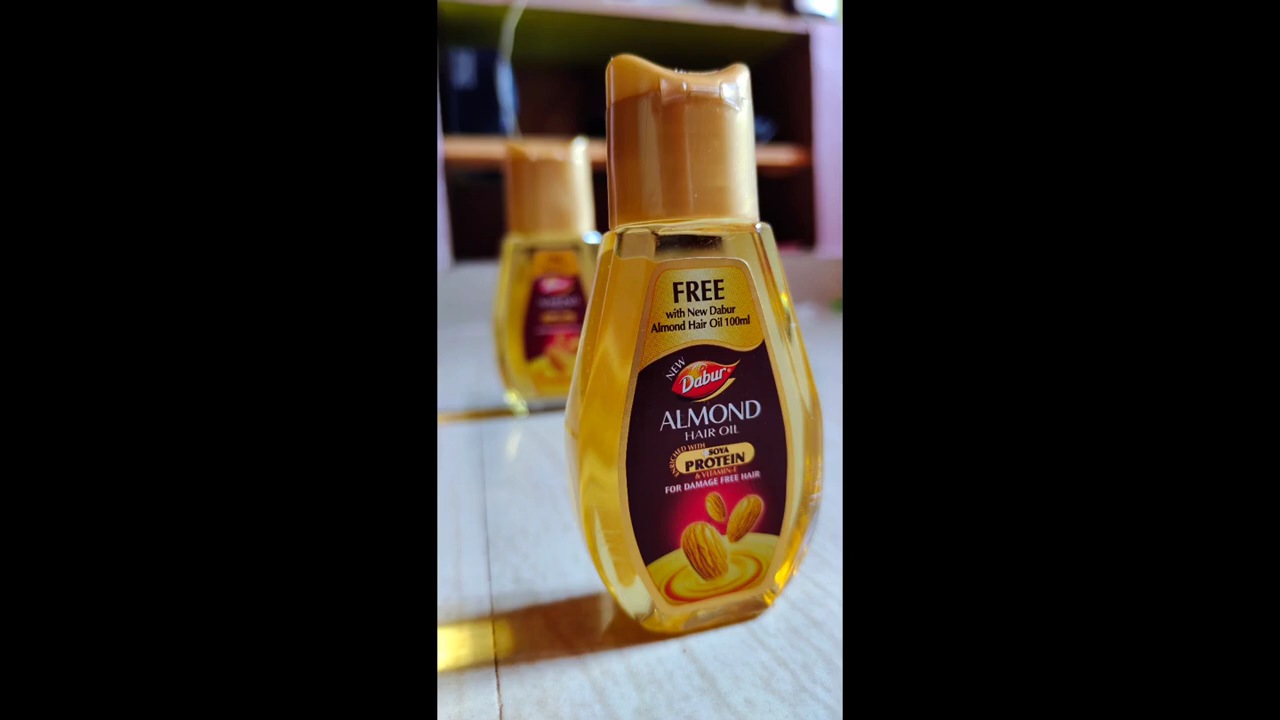 FREE
with New Dabur
Almond Hair Oil 100ml
NEW
Dabur
ALMOND
HAIR OIL
ENRICHED WITH
SOYA
PROTEIN
& VITAMIN-E
FOR DAMAGE FREE HAIR
Dabur